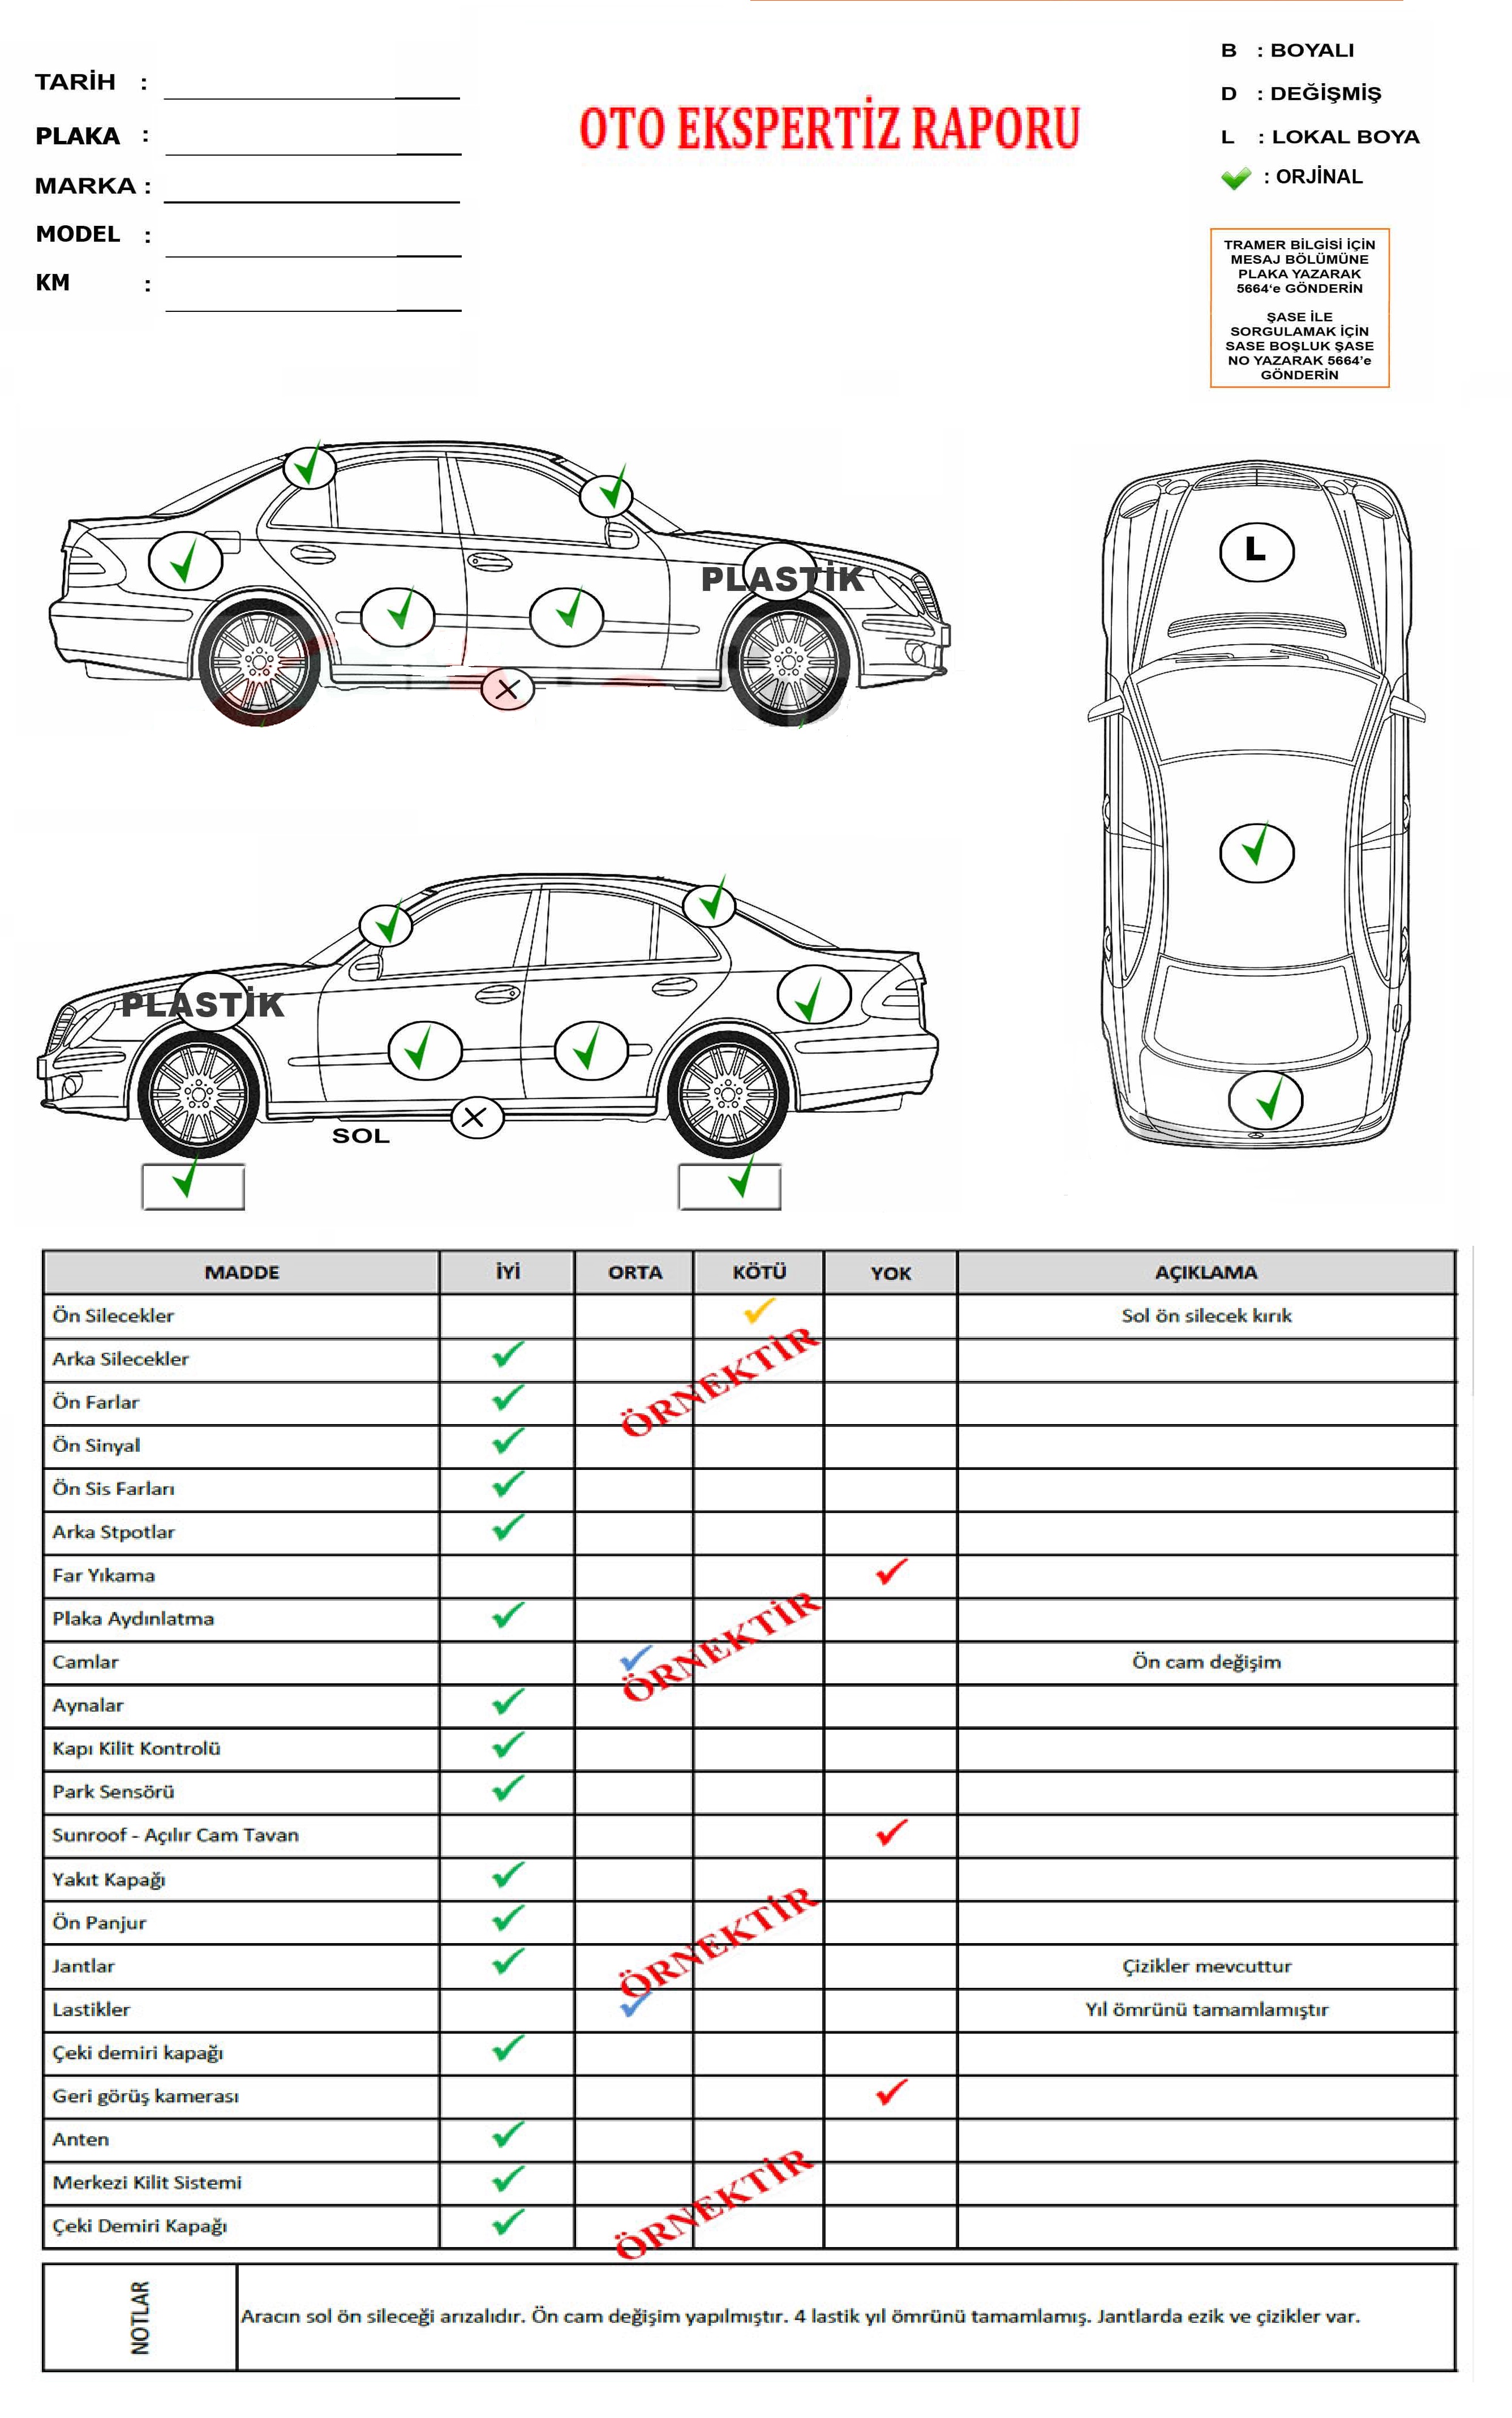 TARİH :
PLAKA :
MARKA :
MODEL :
KM :
OTO EKSPERTİZ RAPORU
B : BOYALI
D : DEĞİŞMİŞ
L : LOKAL BOYA
: ORJİNAL
TRAMER BİLGİSİ İÇİN
MESAJ BÖLÜMÜNE
PLAKA YAZARAK
5664'e GÖNDERİN
ŞASE İLE
SORGULAMAK İÇİN
SASE BOŞLUK ŞASE
NO YAZARAK 5664'e
GÖNDERİN
PLASTİK
L
PLASTİK
SOL
MADDE İYİ ORTA KÖTÜ YOK AÇIKLAMA
Ön Silecekler Sol ön silecek kırık
Arka Silecekler
ÖRNEKTİR
Ön Farlar
Ön Sinyal
Ön Sis Farları
Arka Stpotlar
Far Yıkama
Plaka Aydınlatma
ÖRNEKTİR
Camlar Ön cam değişim
Aynalar
Kapı Kilit Kontrolü
Park Sensörü
Sunroof - Açılır Cam Tavan
Yakıt Kapağı
Ön Panjur
ÖRNEKTİR
Jantlar Çizikler mevcuttur
Lastikler Yıl ömrünü tamamlamıştır
Çeki demiri kapağı
Geri görüş kamerası
Anten
Merkezi Kilit Sistemi
ÖRNEKTİR
Çeki Demiri Kapağı
NOTLAR
Aracın sol ön sileceği arızalıdır. Ön cam değişim yapılmıştır. 4 lastik yıl ömrünü tamamlamış. Jantlarda ezik ve çizikler var.